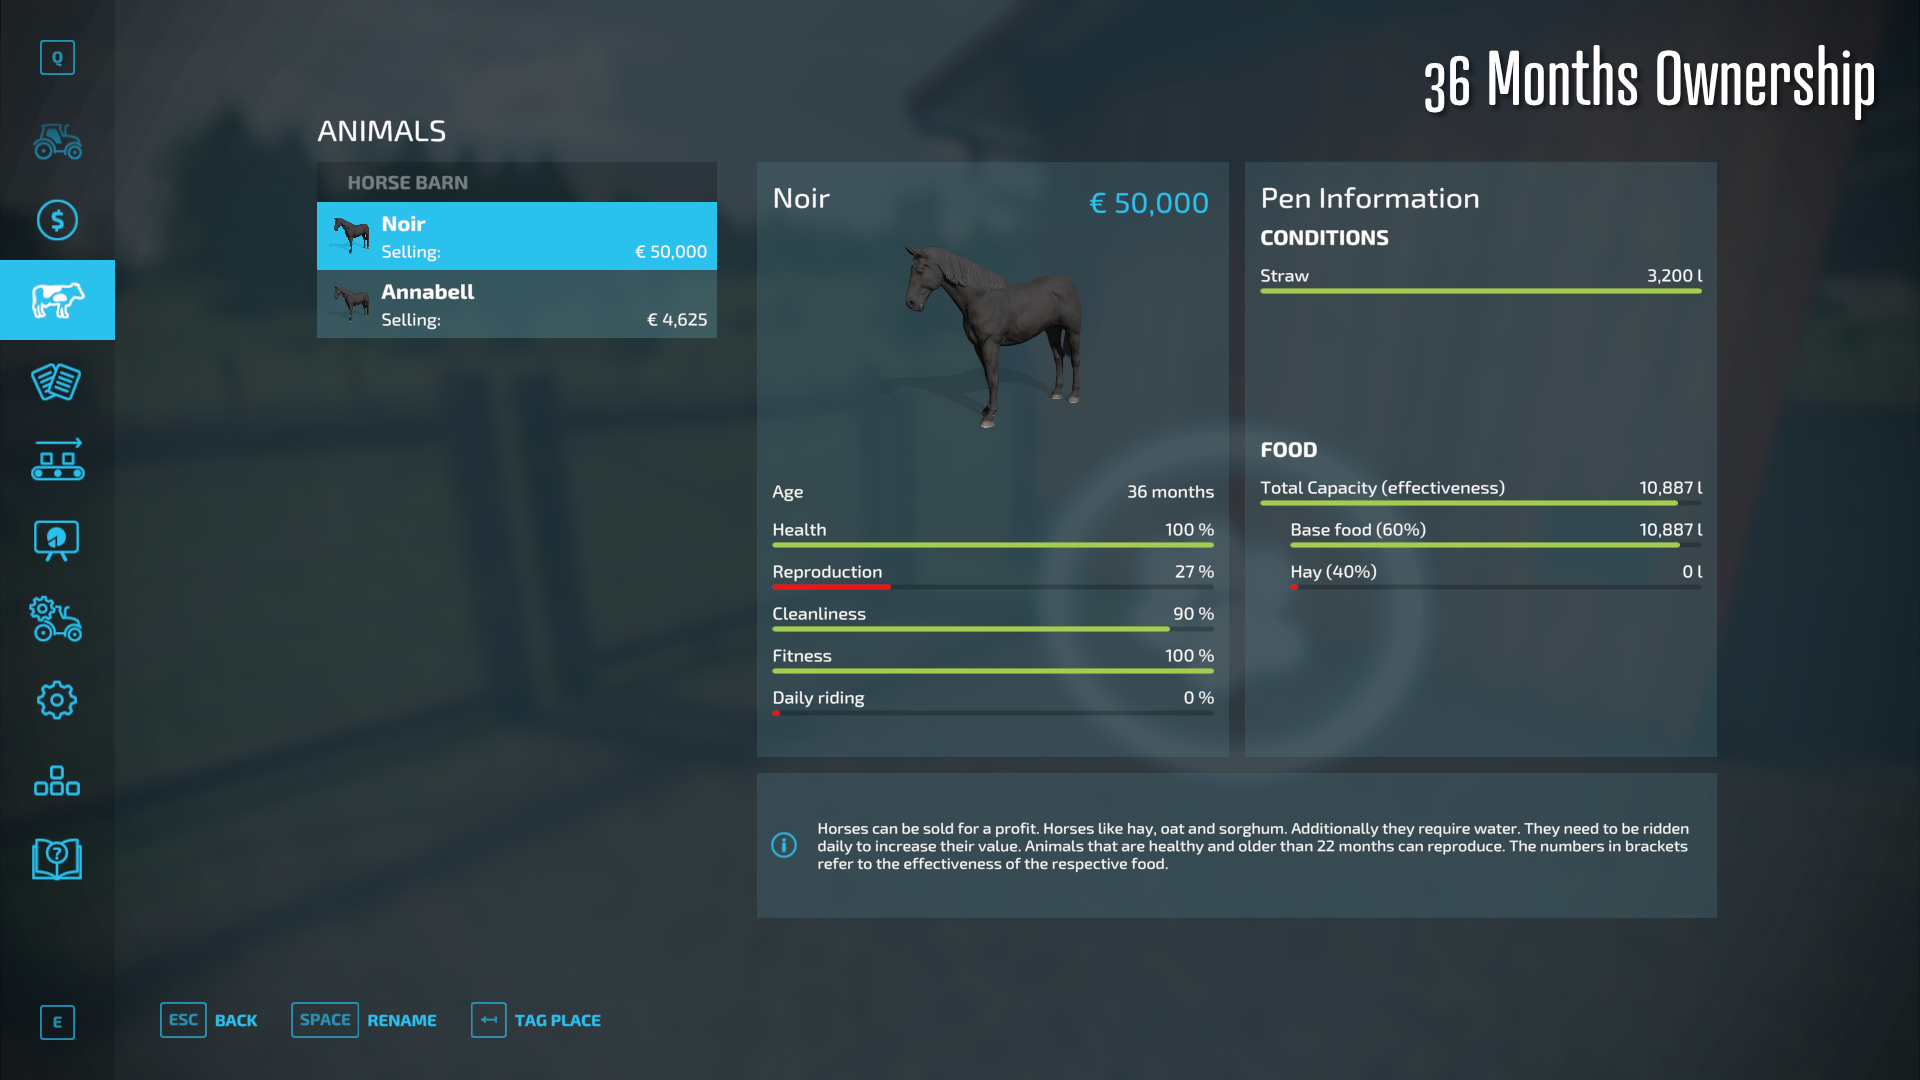 Q
36 Months Ownership
ANIMALS
HORSE BARN
Noir
Selling: € 50,000
Annabell
Selling: € 4,625
Noir € 50,000
Age 36 months
Health 100 %
Reproduction 27 %
Cleanliness 90 %
Fitness 100 %
Daily riding 0 %
Pen Information
CONDITIONS
Straw 3,200 l
FOOD
Total Capacity (effectiveness) 10,887 l
Base food (60%) 10,887 l
Hay (40%) 0 l
Horses can be sold for a profit. Horses like hay, oat and sorghum. Additionally they require water. They need to be ridden
daily to increase their value. Animals that are healthy and older than 22 months can reproduce. The numbers in brackets
refer to the effectiveness of the respective food.
E
ESC BACK SPACE RENAME TAG PLACE